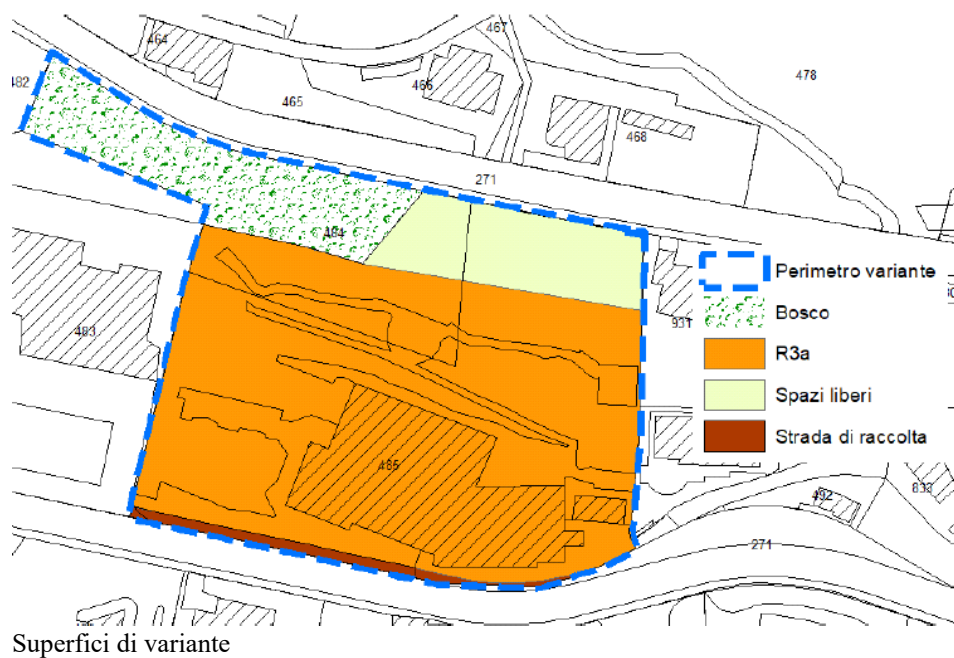 467
464
478
482
466
465
468
271
484
Perimetro variante
Bosco
931
483
R3a
Spazi liberi
Strada di raccolta
485
492
833
271
Superfici di variante